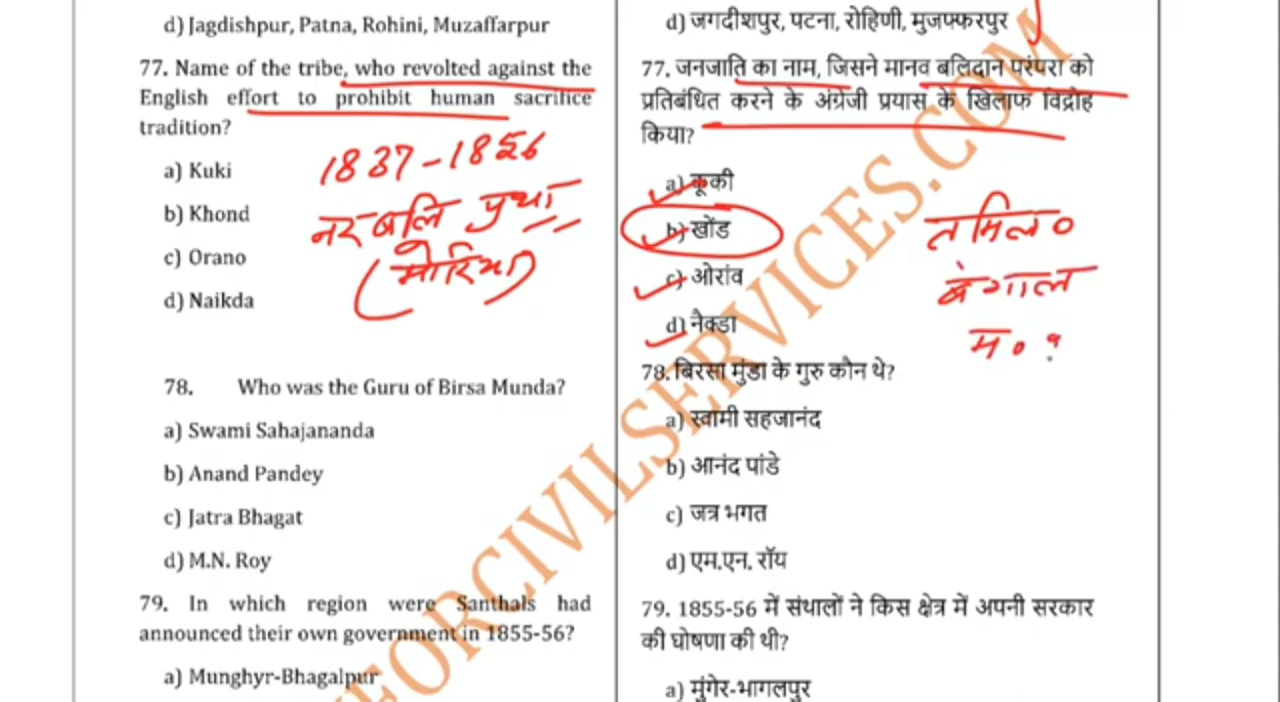 d) Jagdishpur, Patna, Rohini, Muzaffarpur
77. Name of the tribe, who revolted against the
English effort to prohibit human sacrifice
tradition?
a) Kuki
b) Khond
c) Orano
d) Naikda
1837-1856
नरबलि प्रथा
(मोरिया)
78. Who was the Guru of Birsa Munda?
a) Swami Sahajananda
b) Anand Pandey
c) Jatra Bhagat
d) M.N. Roy
79. In which region were Santhals had
announced their own government in 1855-56?
a) Munghyr-Bhagalpur
d) जगदीशपुर, पटना, रोहिणी, मुजफ्फरपुर
77. जनजाति का नाम, जिसने मानव बलिदान परंपरा को
प्रतिबंधित करने के अंग्रेजी प्रयास के खिलाफ विद्रोह
किया?
a) कूकी
b) खोंड
c) ओरांव
d) नैक्डा
तमिल०
बंगाल
म०
78. बिरसा मुंडा के गुरु कौन थे?
a) स्वामी सहजानंद
b) आनंद पांडे
c) जत्र भगत
d) एम.एन. रॉय
79. 1855-56 में संथालों ने किस क्षेत्र में अपनी सरकार
की घोषणा की थी?
a) मुंगेर-भागलपुर
FORCIVILSERVICES.COM